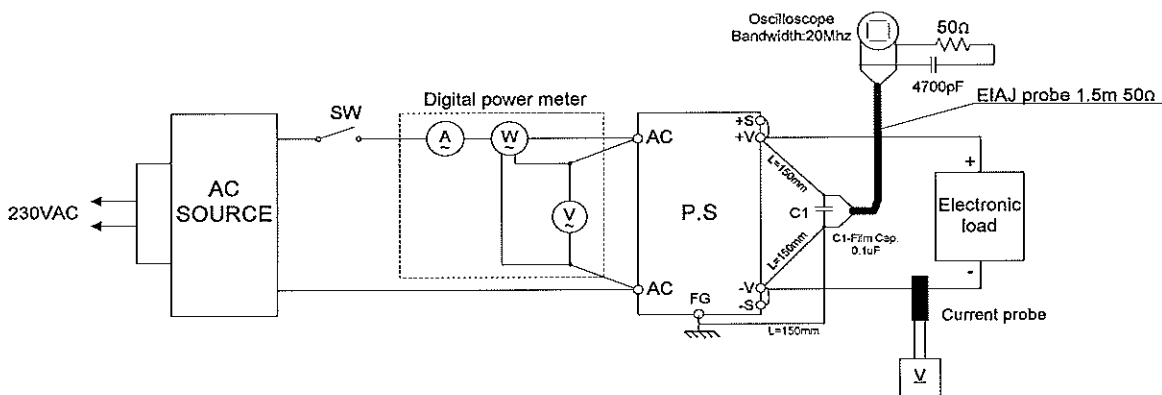 Oscilloscope
Bandwidth:20Mhz
50Ω
4700pF
EIAJ probe 1.5m 50Ω
SW
Digital power meter
A
~
W
~
V
~
230VAC
AC
SOURCE
AC
AC
P.S
FG
+S
+V
-V
-S
L=150mm
L=150mm
L=150mm
C1
C1-Film Cap.
0.1uF
+
Electronic
load
-
Current probe
V